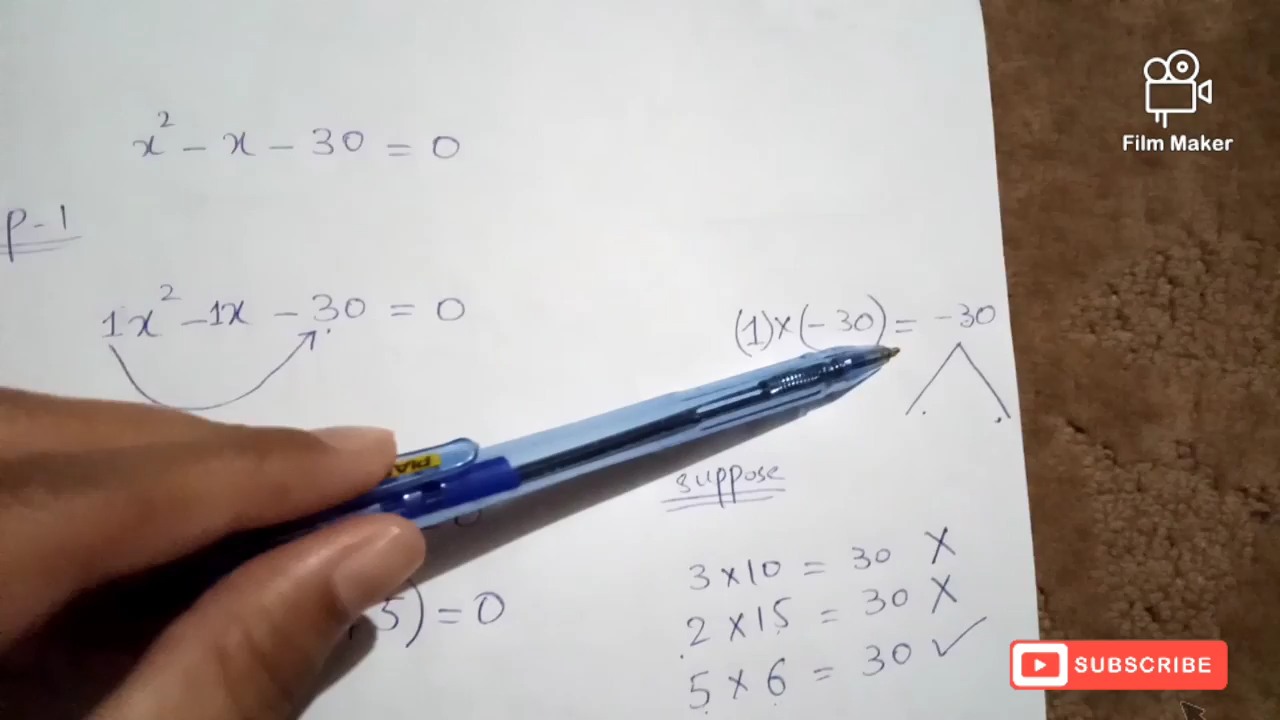 x² - x - 30 = 0
p-1
1x² - 1x - 30 = 0
(1)×(-30) = -30
suppose
3 × 10 = 30 X
2 × 15 = 30 X
5 × 6 = 30 ✓
5) = 0
Film Maker
SUBSCRIBE